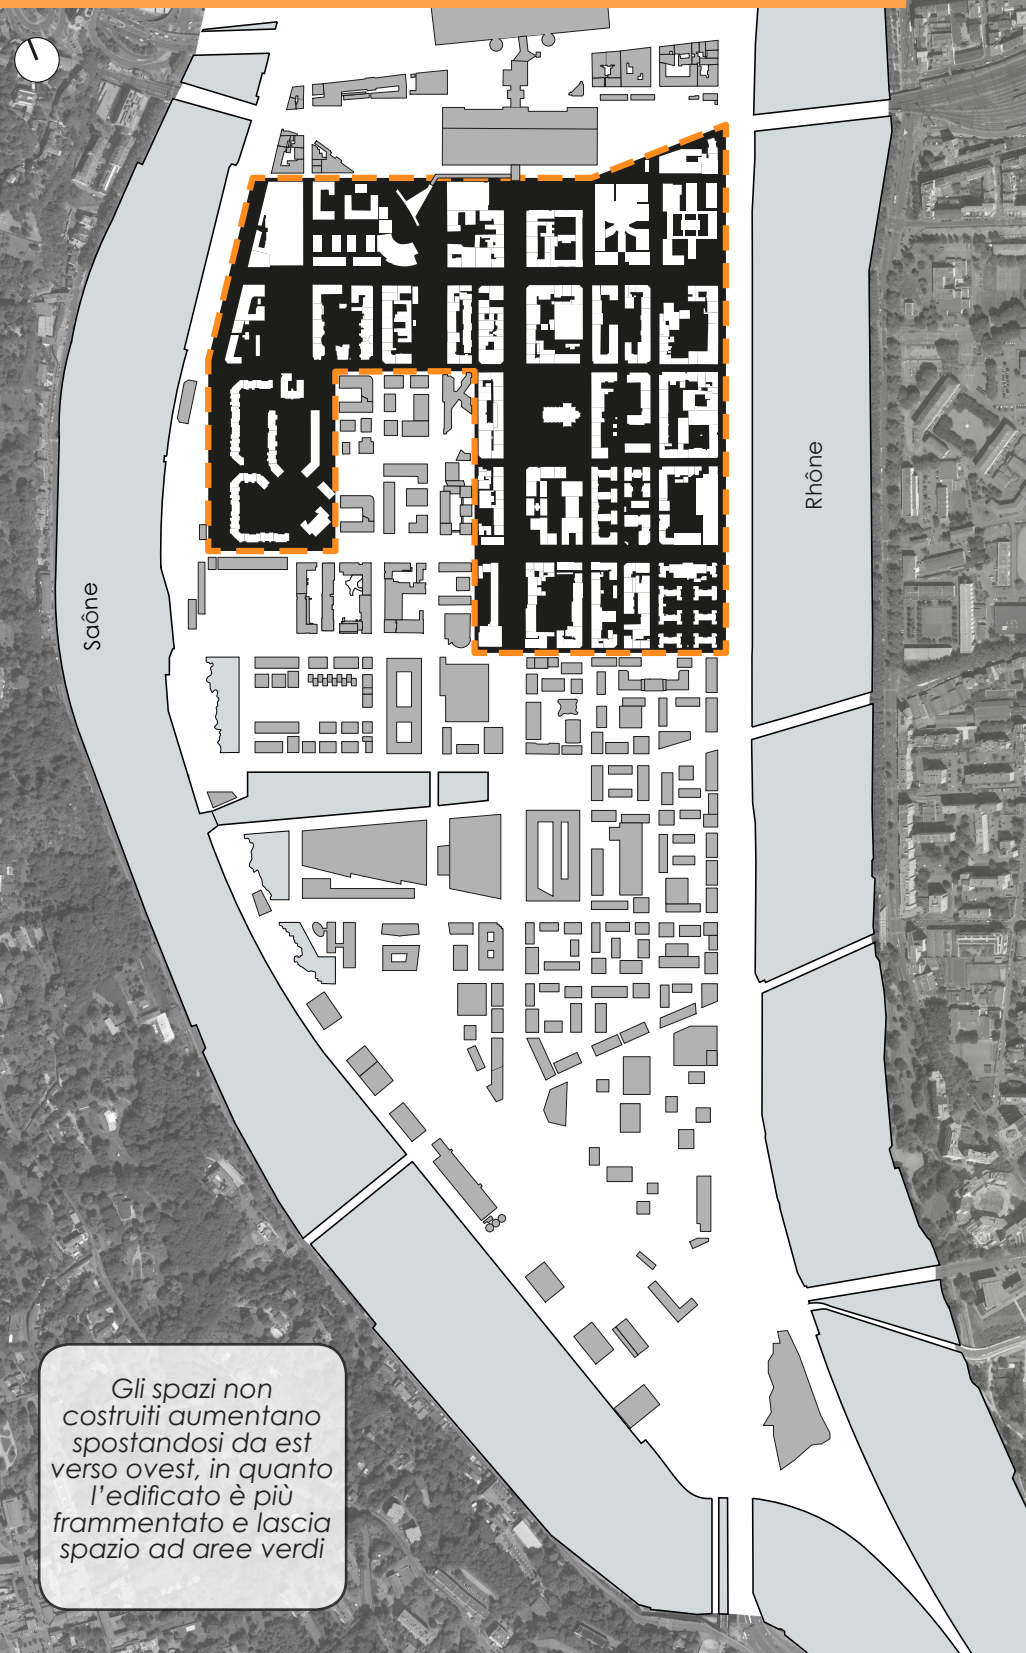 Rhône
Saône
Gli spazi non
costruiti aumentano
spostandosi da est
verso ovest, in quanto
l'edificato è più
frammentato e lascia
spazio ad aree verdi